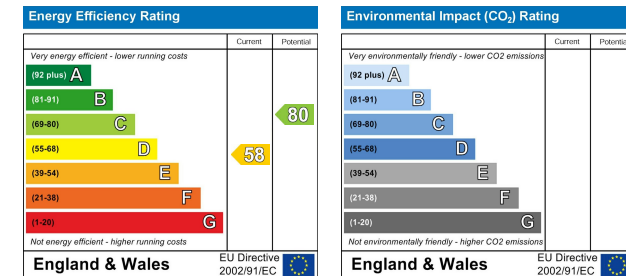 Energy Efficiency Rating
Current Potential
Very energy efficient - lower running costs
(92 plus) A
(81-91) B
(69-80) C
(55-68) D
(39-54) E
(21-38) F
(1-20) G
58
80
Not energy efficient - higher running costs
England & Wales
EU Directive
2002/91/EC
Environmental Impact (CO₂) Rating
Current Potential
Very environmentally friendly - lower CO2 emissions
(92 plus) A
(81-91) B
(69-80) C
(55-68) D
(39-54) E
(21-38) F
(1-20) G
Not environmentally friendly - higher CO2 emissions
England & Wales
EU Directive
2002/91/EC